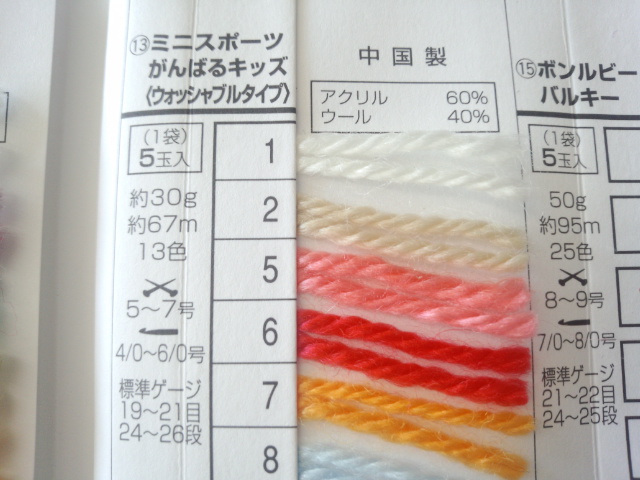 ⑬ミニスポーツ
がんばるキッズ
(ウォッシャブルタイプ)
(1袋)
5玉入
約30g
約67m
13色
5～7号
4/0～6/0号
標準ゲージ
19～21目
24～26段
中国製
アクリル 60%
ウール 40%
1
2
5
6
7
8
⑮ボンルビー
バルキー
(1袋)
5玉入
50g
約95m
25色
8～9号
7/0～8/0号
標準ゲージ
21～22目
24～25段